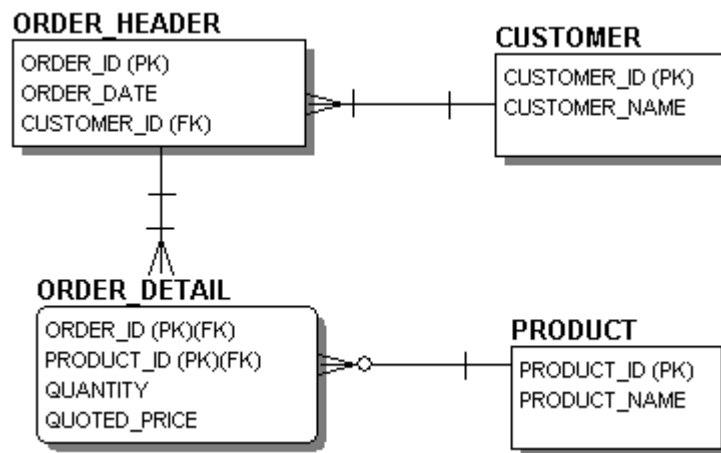 ORDER_HEADER
ORDER_ID (PK)
ORDER_DATE
CUSTOMER_ID (FK)
CUSTOMER
CUSTOMER_ID (PK)
CUSTOMER_NAME
ORDER_DETAIL
ORDER_ID (PK)(FK)
PRODUCT_ID (PK)(FK)
QUANTITY
QUOTED_PRICE
PRODUCT
PRODUCT_ID (PK)
PRODUCT_NAME